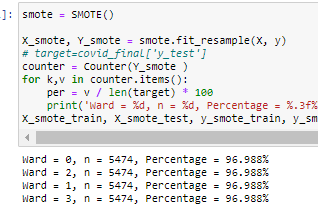 ]: smote = SMOTE()
X_smote, Y_smote = smote.fit_resample(X, y)
# target=covid_final['y_test']
counter = Counter(Y_smote )
for k,v in counter.items():
per = v / len(target) * 100
print('Ward = %d, n = %d, Percentage = %.3f%
X_smote_train, X_smote_test, y_smote_train, y_sm
Ward = 0, n = 5474, Percentage = 96.988%
Ward = 2, n = 5474, Percentage = 96.988%
Ward = 1, n = 5474, Percentage = 96.988%
Ward = 3, n = 5474, Percentage = 96.988%